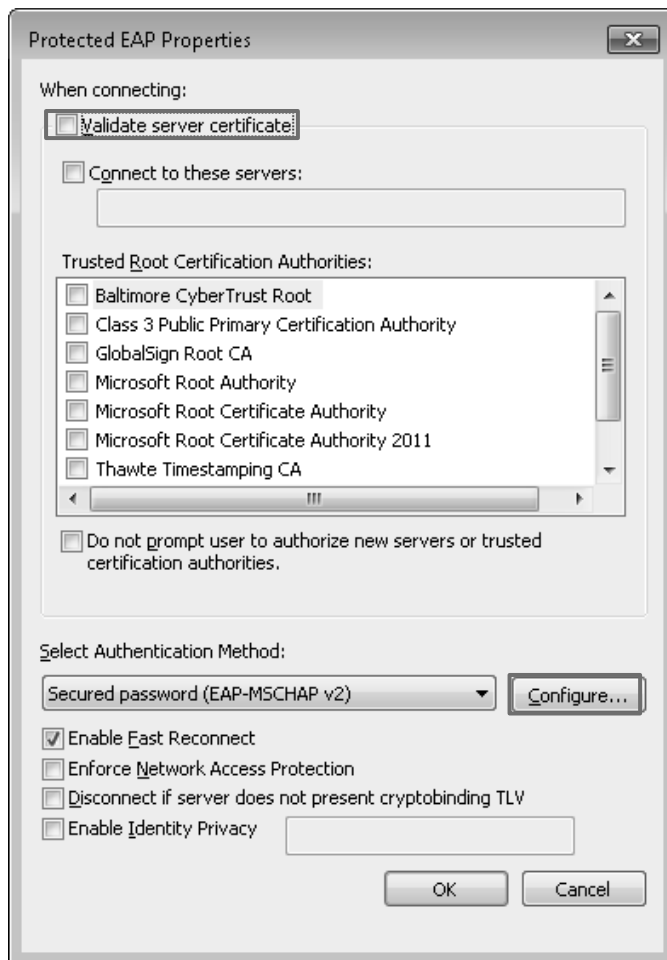 Protected EAP Properties
When connecting:
Validate server certificate
Connect to these servers:
Trusted Root Certification Authorities:
Baltimore CyberTrust Root
Class 3 Public Primary Certification Authority
GlobalSign Root CA
Microsoft Root Authority
Microsoft Root Certificate Authority
Microsoft Root Certificate Authority 2011
Thawte Timestamping CA
Do not prompt user to authorize new servers or trusted
certification authorities.
Select Authentication Method:
Secured password (EAP-MSCHAP v2)
Configure...
Enable Fast Reconnect
Enforce Network Access Protection
Disconnect if server does not present cryptobinding TLV
Enable Identity Privacy
OK
Cancel